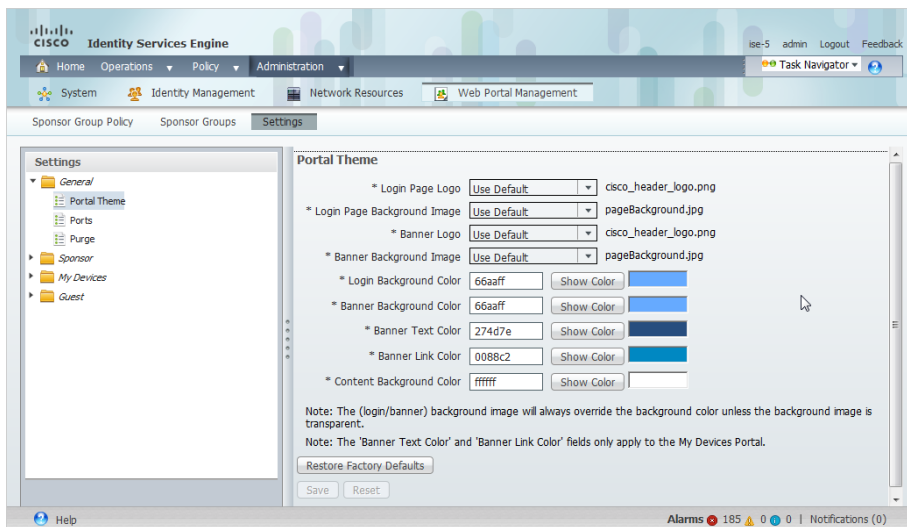 CISCO Identity Services Engine
ise-5 admin Logout Feedback
Home Operations Policy Administration
Task Navigator
System Identity Management Network Resources Web Portal Management
Sponsor Group Policy Sponsor Groups Settings
Settings
General
Portal Theme
Ports
Purge
Sponsor
My Devices
Guest
Portal Theme
* Login Page Logo Use Default cisco_header_logo.png
* Login Page Background Image Use Default pageBackground.jpg
* Banner Logo Use Default cisco_header_logo.png
* Banner Background Image Use Default pageBackground.jpg
* Login Background Color 66aaff Show Color
* Banner Background Color 66aaff Show Color
* Banner Text Color 274d7e Show Color
* Banner Link Color 0088c2 Show Color
* Content Background Color ffffff Show Color
Note: The (login/banner) background image will always override the background color unless the background image is
transparent.
Note: The 'Banner Text Color' and 'Banner Link Color' fields only apply to the My Devices Portal.
Restore Factory Defaults
Save Reset
Help
Alarms 185 0 0 | Notifications (0)